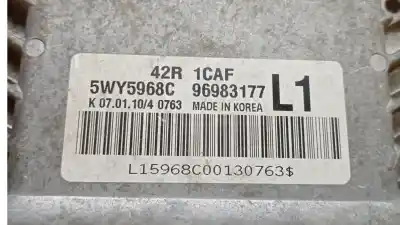 42R 1CAF
5WY5968C 96983177 L1
K 07.01.10/4 0763 MADE IN KOREA
L15968C00130763$